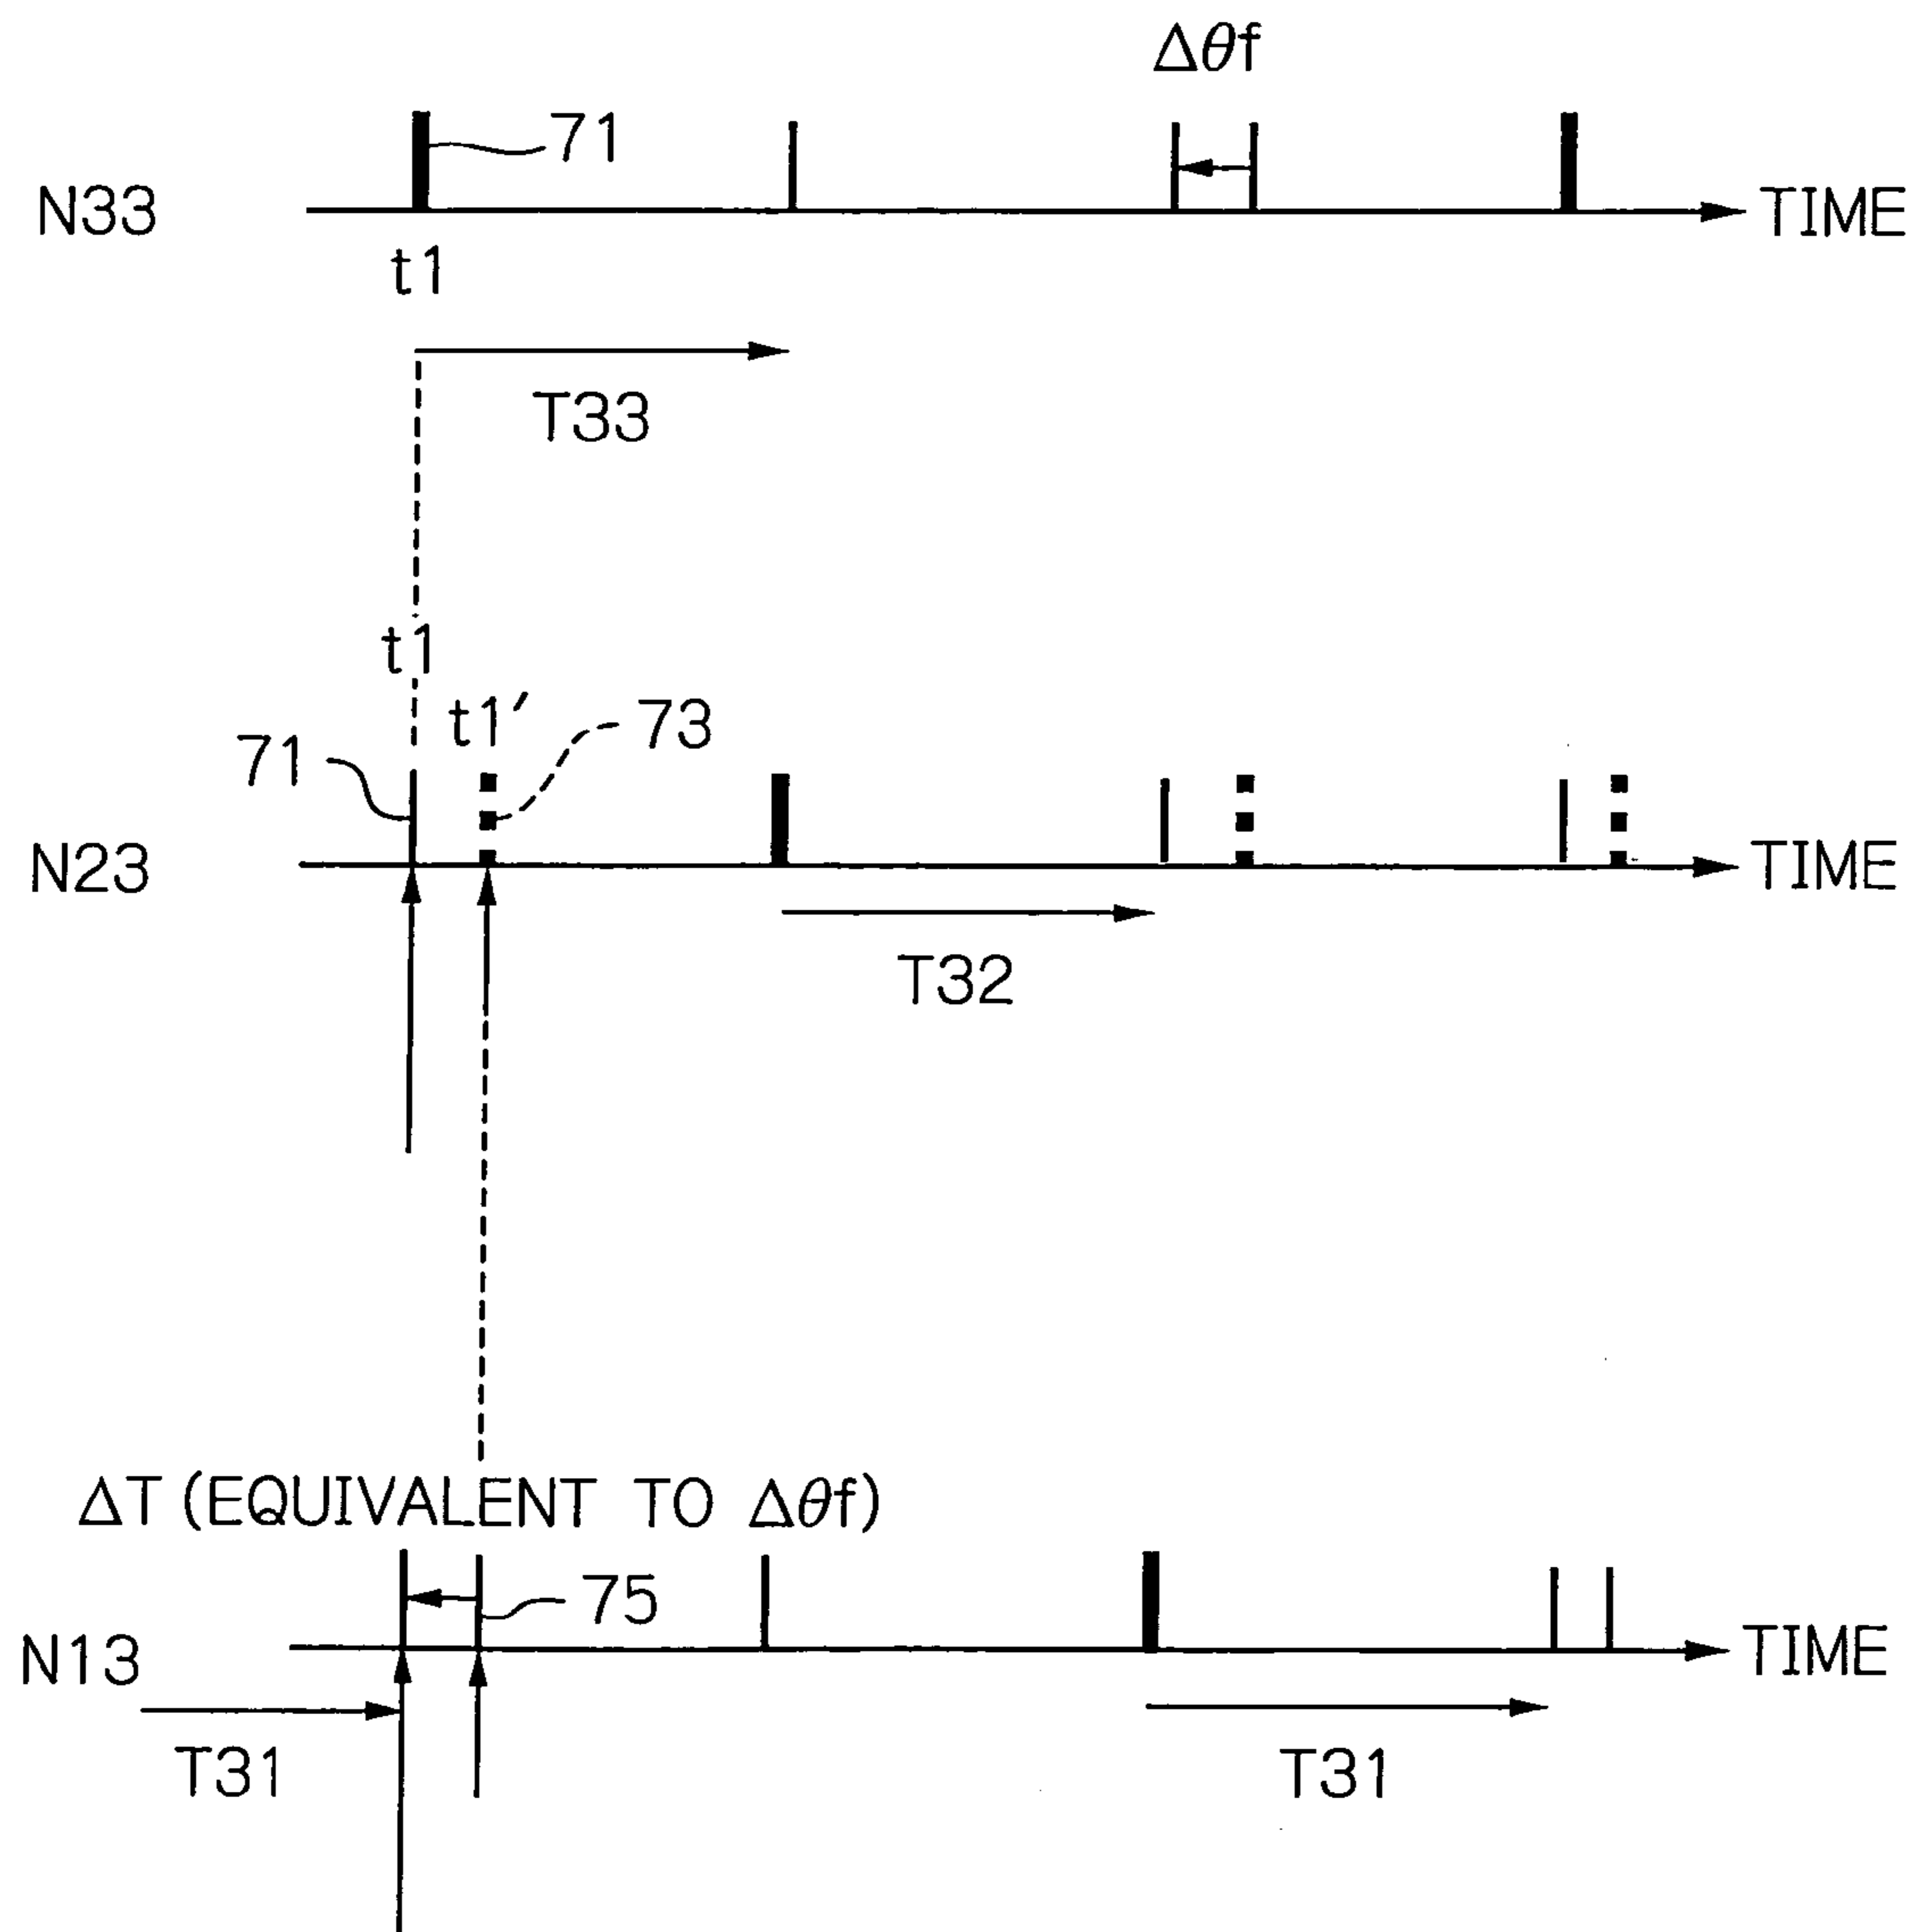 Δθf
71
N33
TIME
t1
T33
t1
t1′
73
71
N23
TIME
T32
ΔT (EQUIVALENT TO Δθf)
75
N13
TIME
T31
T31